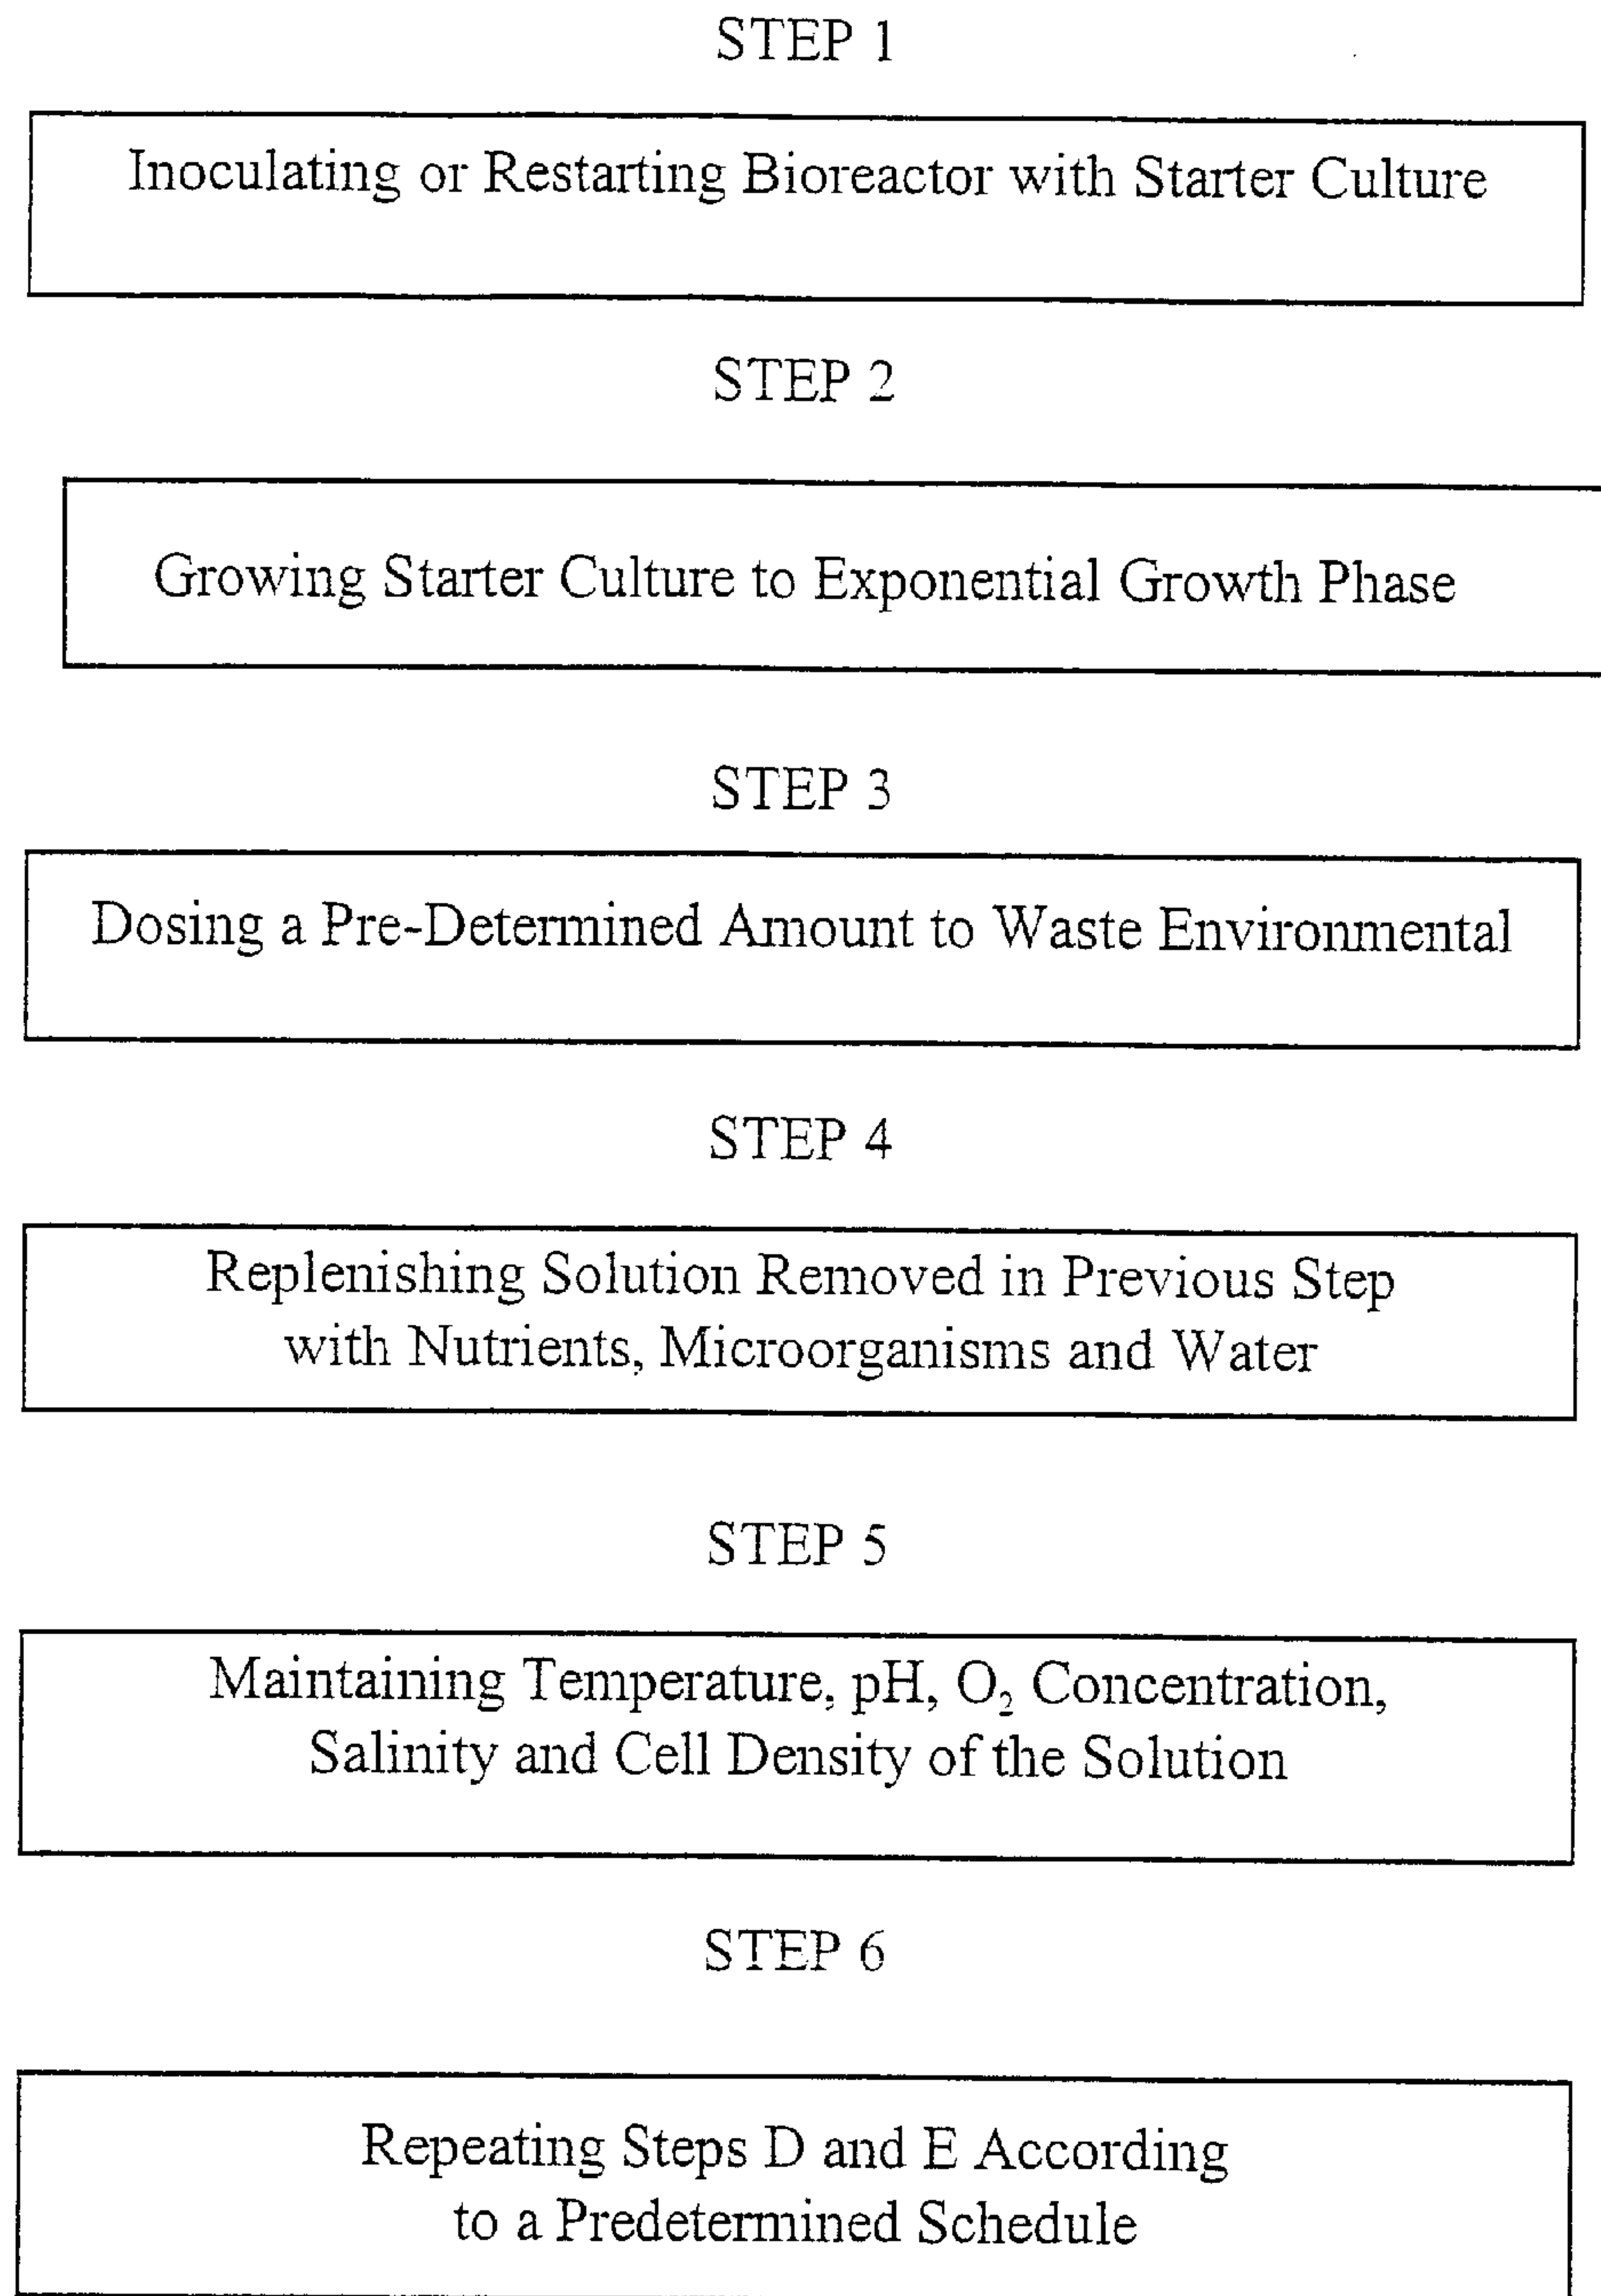 STEP 1
Inoculating or Restarting Bioreactor with Starter Culture
STEP 2
Growing Starter Culture to Exponential Growth Phase
STEP 3
Dosing a Pre-Determined Amount to Waste Environmental
STEP 4
Replenishing Solution Removed in Previous Step
with Nutrients, Microorganisms and Water
STEP 5
Maintaining Temperature, pH, O₂ Concentration,
Salinity and Cell Density of the Solution
STEP 6
Repeating Steps D and E According
to a Predetermined Schedule